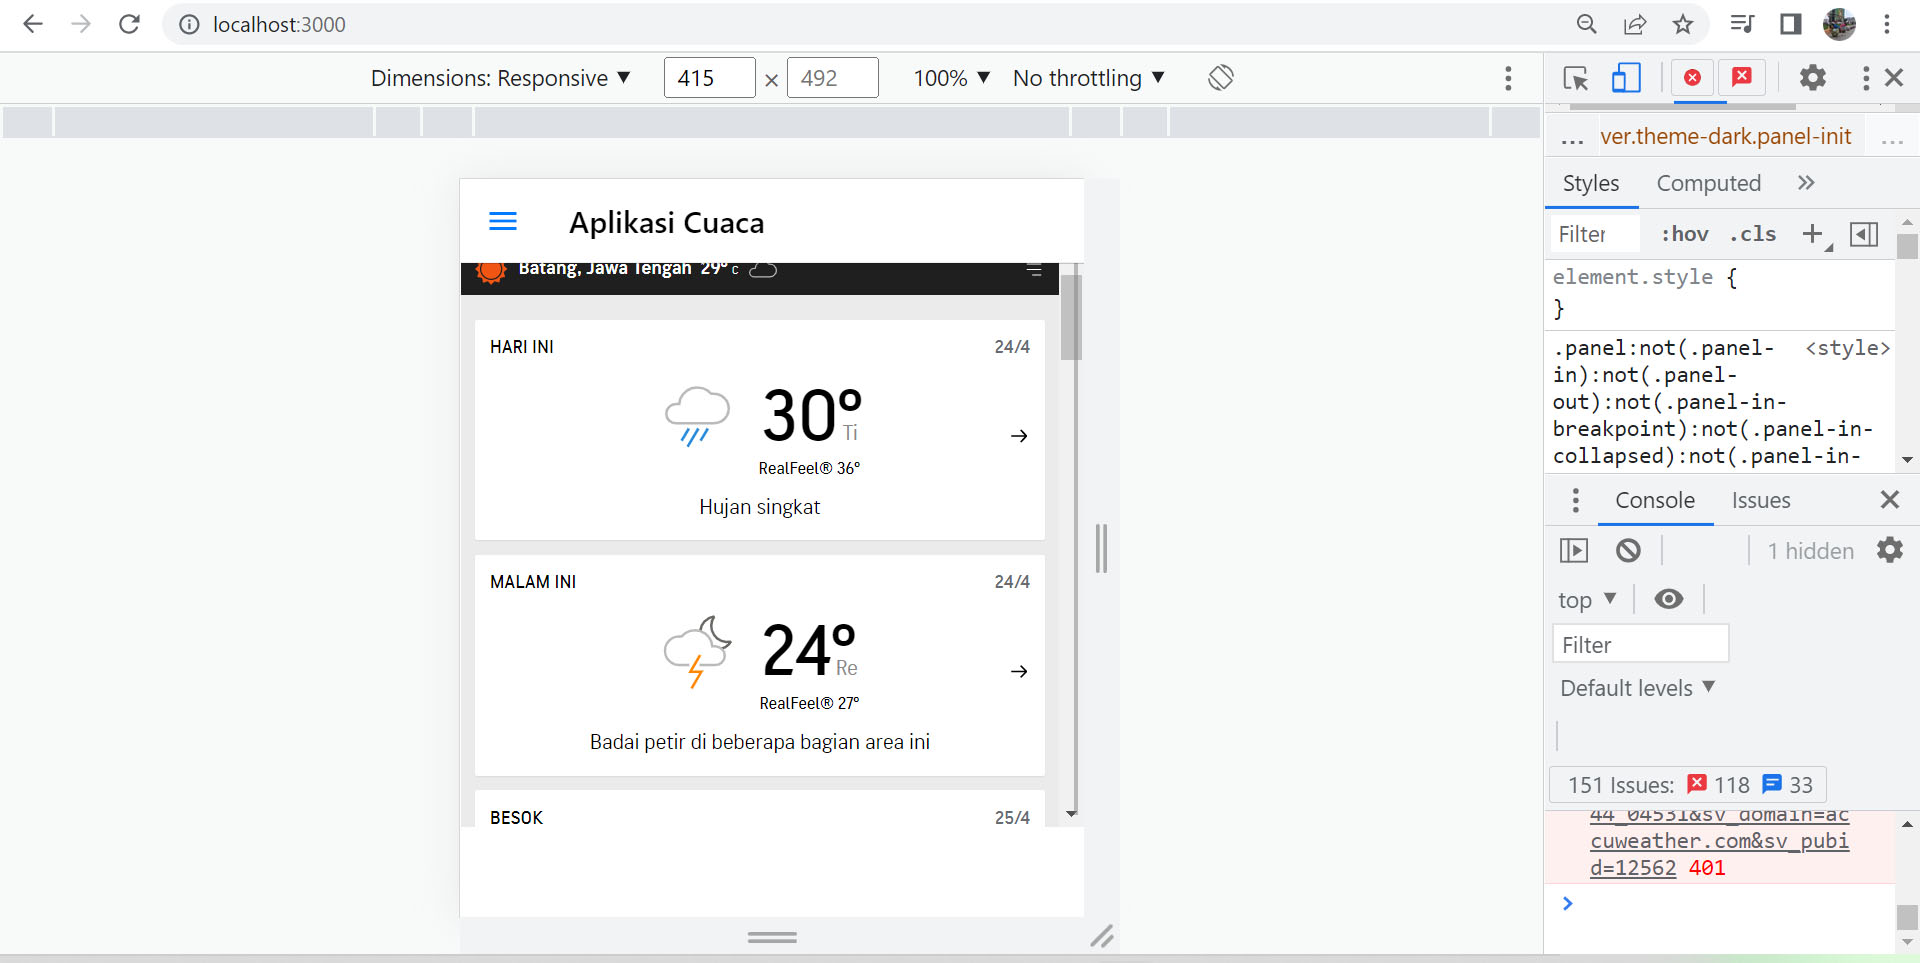 localhost:3000
Dimensions: Responsive ▼ 415 × 492 100% ▼ No throttling ▼
... ver.theme-dark.panel-init ...
Styles Computed »
Filter :hov .cls +
element.style {
}
.panel:not(.panel- <style>
in):not(.panel-
out):not(.panel-in-
breakpoint):not(.panel-in-
collapsed):not(.panel-in-
Aplikasi Cuaca
Batang, Jawa Tengah 29° c
HARI INI 24/4
30° Ti
RealFeel® 36°
Hujan singkat
MALAM INI 24/4
24° Re
RealFeel® 27°
Badai petir di beberapa bagian area ini
BESOK 25/4
Console Issues
1 hidden
top ▼
Filter
Default levels ▼
151 Issues: 118 33
44_04531&sv_domain=ac
cuweather.com&sv_pubi
d=12562 401
>